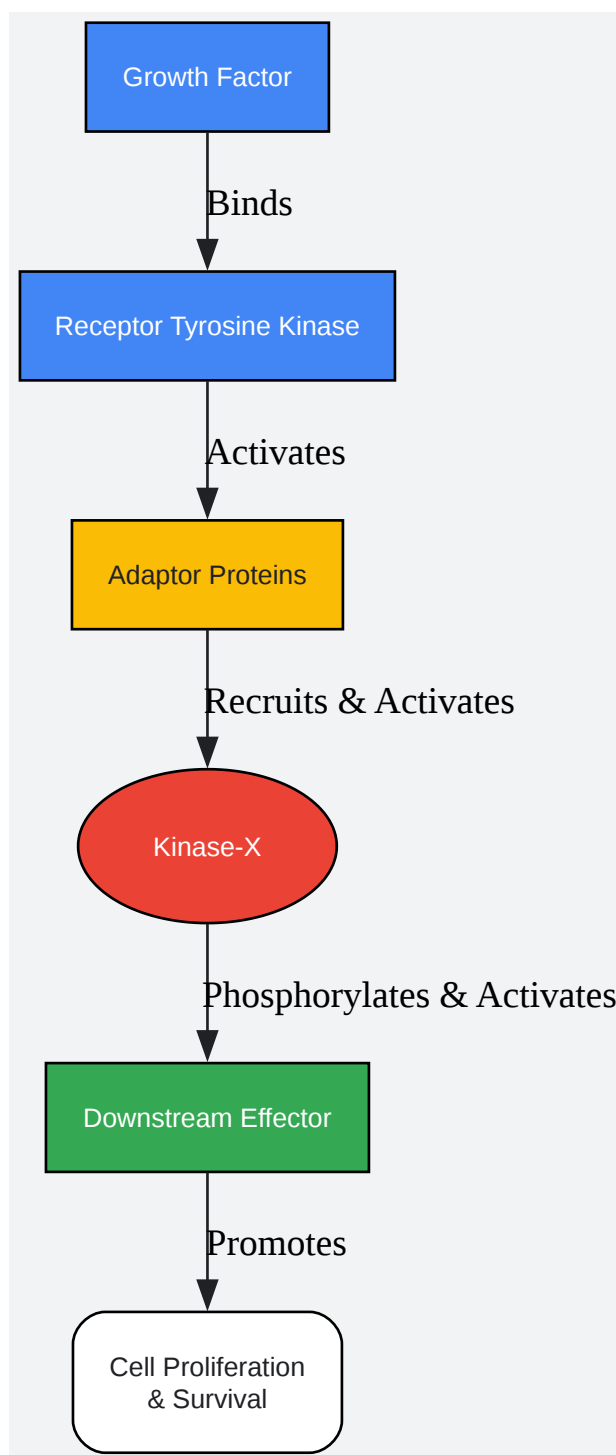 Growth Factor
Binds
Receptor Tyrosine Kinase
Activates
Adaptor Proteins
Recruits & Activates
Kinase-X
Phosphorylates & Activates
Downstream Effector
Promotes
Cell Proliferation
& Survival